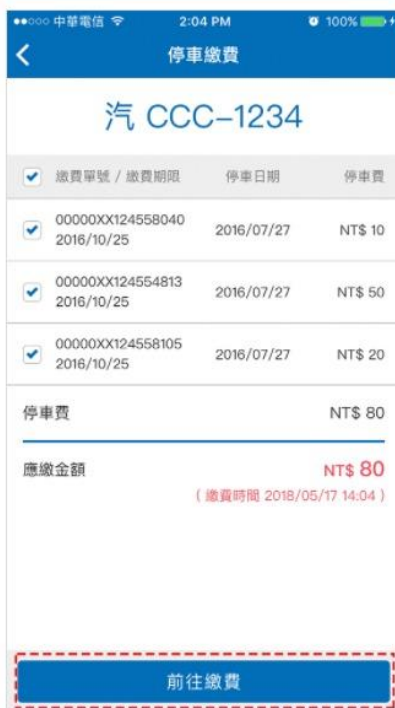 中華電信 2:04 PM 100%
停車繳費
汽 CCC-1234
繳費單號 / 繳費期限 停車日期 停車費
00000XX124558040
2016/10/25 2016/07/27 NT$ 10
00000XX124554813
2016/10/25 2016/07/27 NT$ 50
00000XX124558105
2016/10/25 2016/07/27 NT$ 20
停車費 NT$ 80
應繳金額 NT$ 80
( 繳費時間 2018/05/17 14:04 )
前往繳費